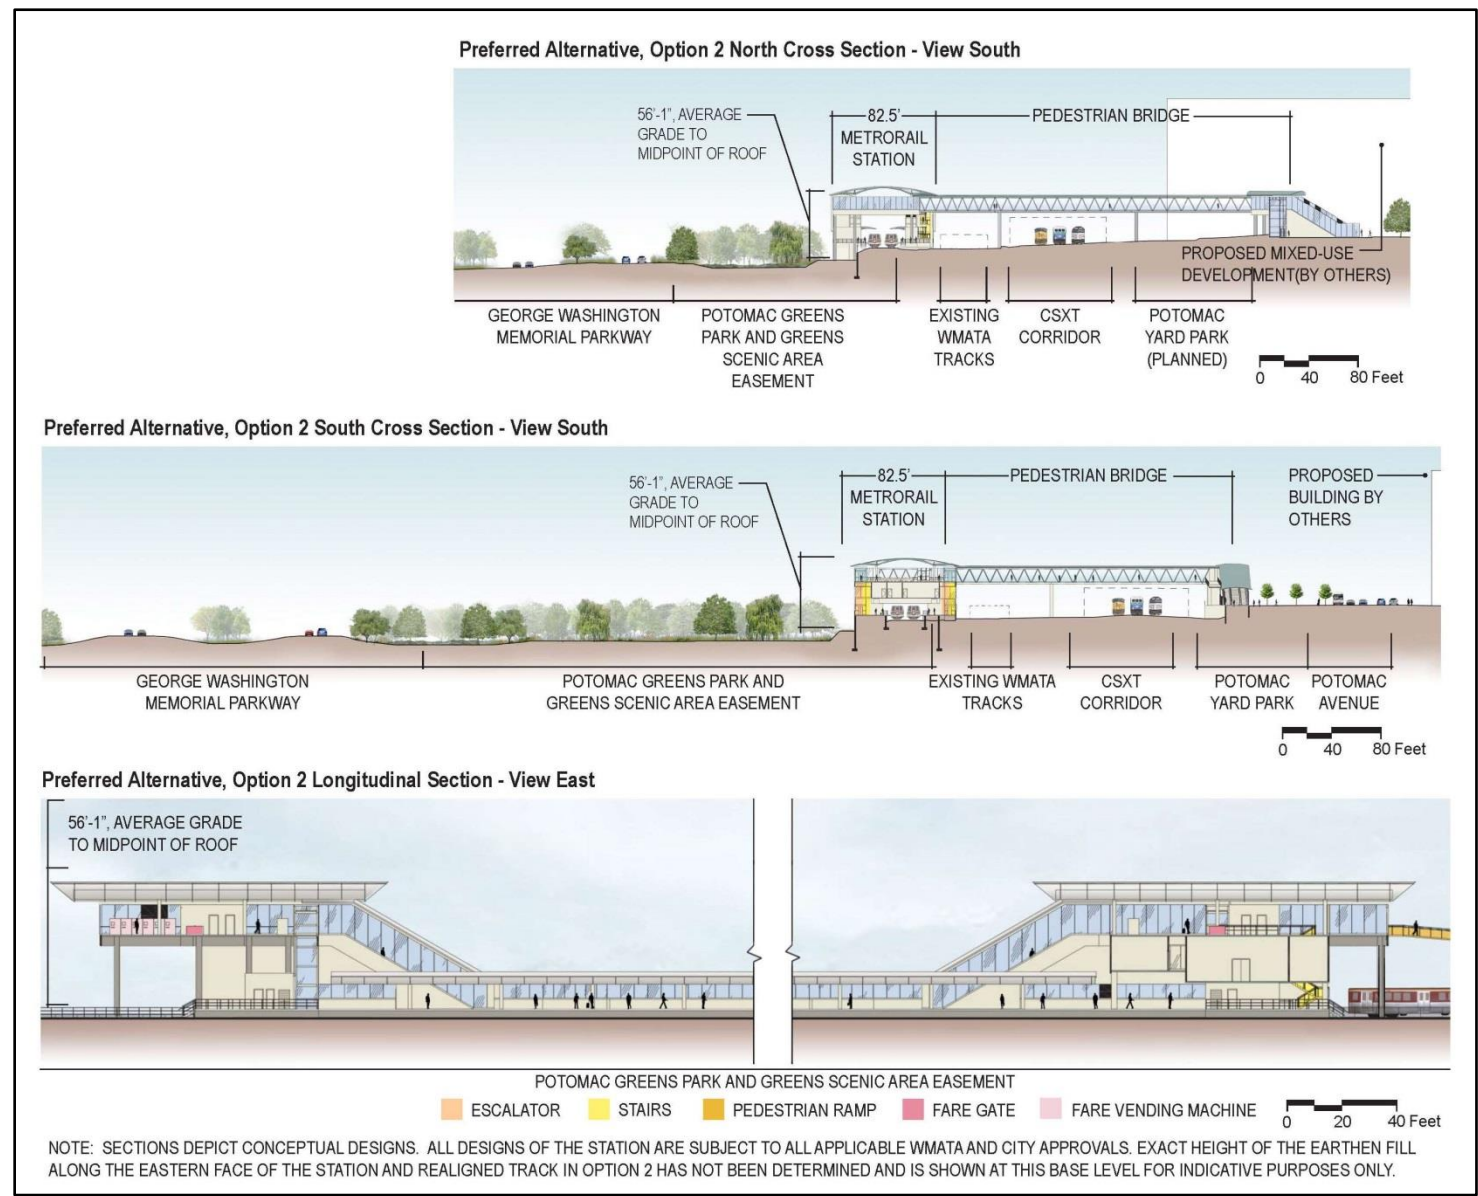 Preferred Alternative, Option 2 North Cross Section - View South
56'-1", AVERAGE
GRADE TO
MIDPOINT OF ROOF
82.5'
METRORAIL
STATION
PEDESTRIAN BRIDGE
PROPOSED MIXED-USE
DEVELOPMENT(BY OTHERS)
GEORGE WASHINGTON
MEMORIAL PARKWAY
POTOMAC GREENS
PARK AND GREENS
SCENIC AREA
EASEMENT
EXISTING
WMATA
TRACKS
CSXT
CORRIDOR
POTOMAC
YARD PARK
(PLANNED)
0 40 80 Feet
Preferred Alternative, Option 2 South Cross Section - View South
56'-1", AVERAGE
GRADE TO
MIDPOINT OF ROOF
82.5'
METRORAIL
STATION
PEDESTRIAN BRIDGE
PROPOSED
BUILDING BY
OTHERS
GEORGE WASHINGTON
MEMORIAL PARKWAY
POTOMAC GREENS PARK AND
GREENS SCENIC AREA EASEMENT
EXISTING WMATA
TRACKS
CSXT
CORRIDOR
POTOMAC
YARD PARK
POTOMAC
AVENUE
0 40 80 Feet
Preferred Alternative, Option 2 Longitudinal Section - View East
56'-1", AVERAGE GRADE
TO MIDPOINT OF ROOF
POTOMAC GREENS PARK AND GREENS SCENIC AREA EASEMENT
ESCALATOR STAIRS PEDESTRIAN RAMP FARE GATE FARE VENDING MACHINE
0 20 40 Feet
NOTE: SECTIONS DEPICT CONCEPTUAL DESIGNS. ALL DESIGNS OF THE STATION ARE SUBJECT TO ALL APPLICABLE WMATA AND CITY APPROVALS. EXACT HEIGHT OF THE EARTHEN FILL
ALONG THE EASTERN FACE OF THE STATION AND REALIGNED TRACK IN OPTION 2 HAS NOT BEEN DETERMINED AND IS SHOWN AT THIS BASE LEVEL FOR INDICATIVE PURPOSES ONLY.